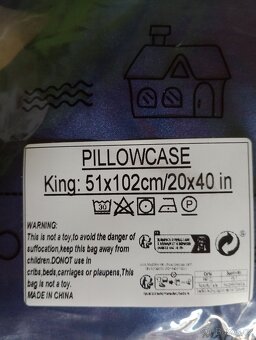 PILLOWCASE
King: 51x102cm/20x40 in
30
P
WARNING:
This is not a toy,to avoid the danger of
suffocation,keep this bag away from
children.DONOT use in
cribs,beds,carriages or plaupens,This
bag is not a toy.
MADE IN CHINA